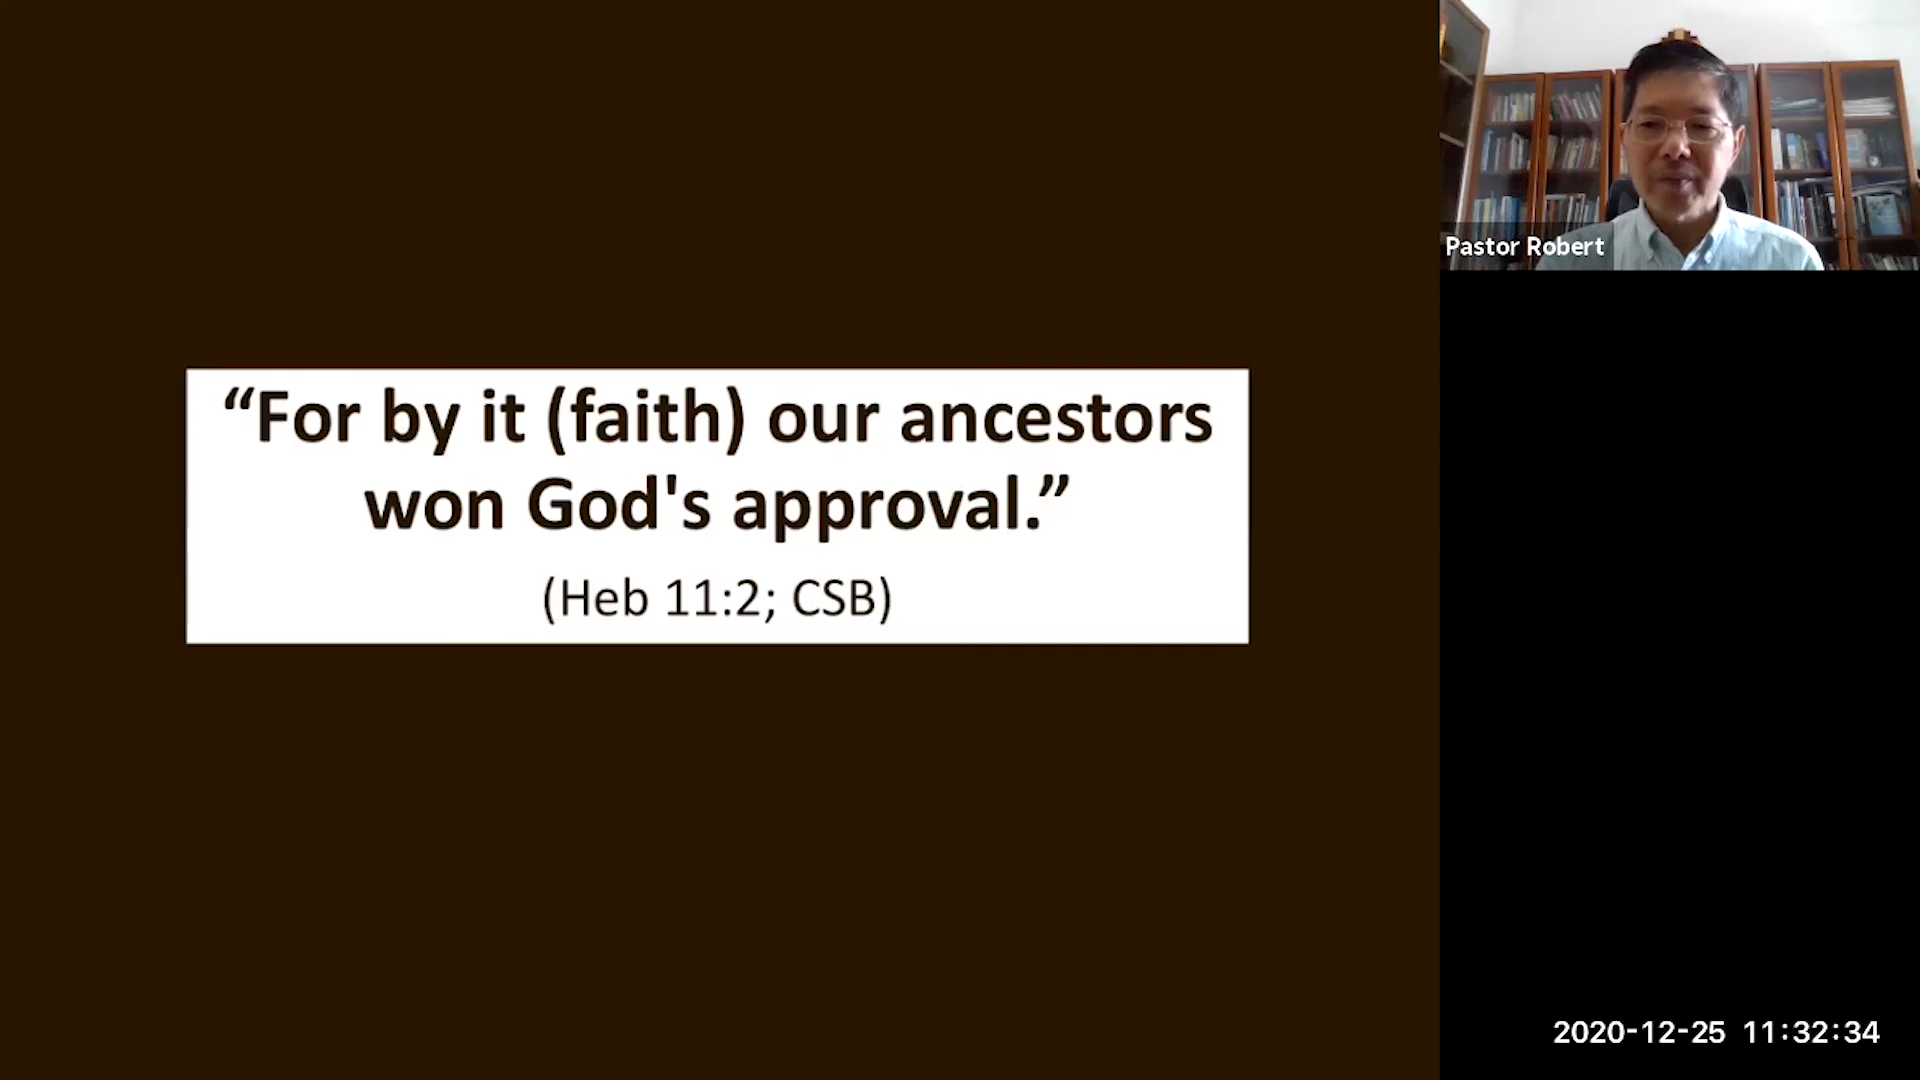 “For by it (faith) our ancestors
won God's approval.”
(Heb 11:2; CSB)
Pastor Robert
2020-12-25 11:32:34